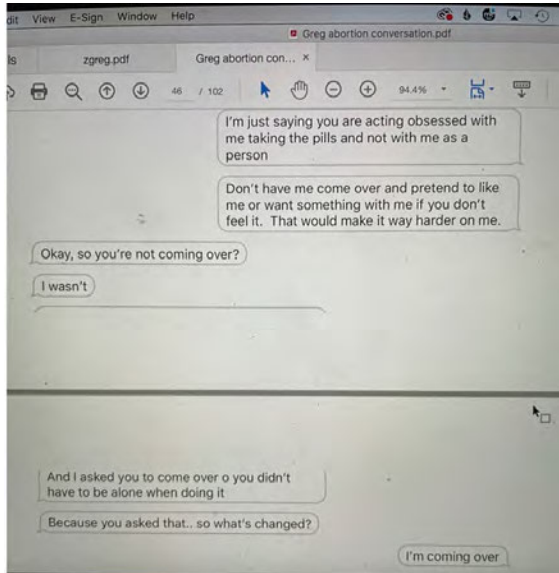 dit View E-Sign Window Help
Greg abortion conversation.pdf
ls zgreg.pdf Greg abortion con... ×
46 / 102 94.4%
I'm just saying you are acting obsessed with
me taking the pills and not with me as a
person
Don't have me come over and pretend to like
me or want something with me if you don't
feel it. That would make it way harder on me.
Okay, so you're not coming over?
I wasn't
And I asked you to come over o you didn't
have to be alone when doing it
Because you asked that.. so what's changed?
I'm coming over